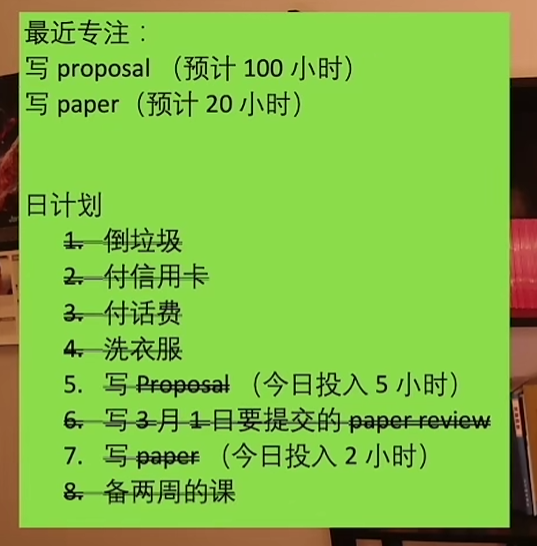 最近专注：
写 proposal （预计 100 小时）
写 paper（预计 20 小时）
日计划
1. 倒垃圾
2. 付信用卡
3. 付话费
4. 洗衣服
5. 写 Proposal （今日投入 5 小时）
6. 写 3 月 1 日要提交的 paper review
7. 写 paper （今日投入 2 小时）
8. 备两周的课